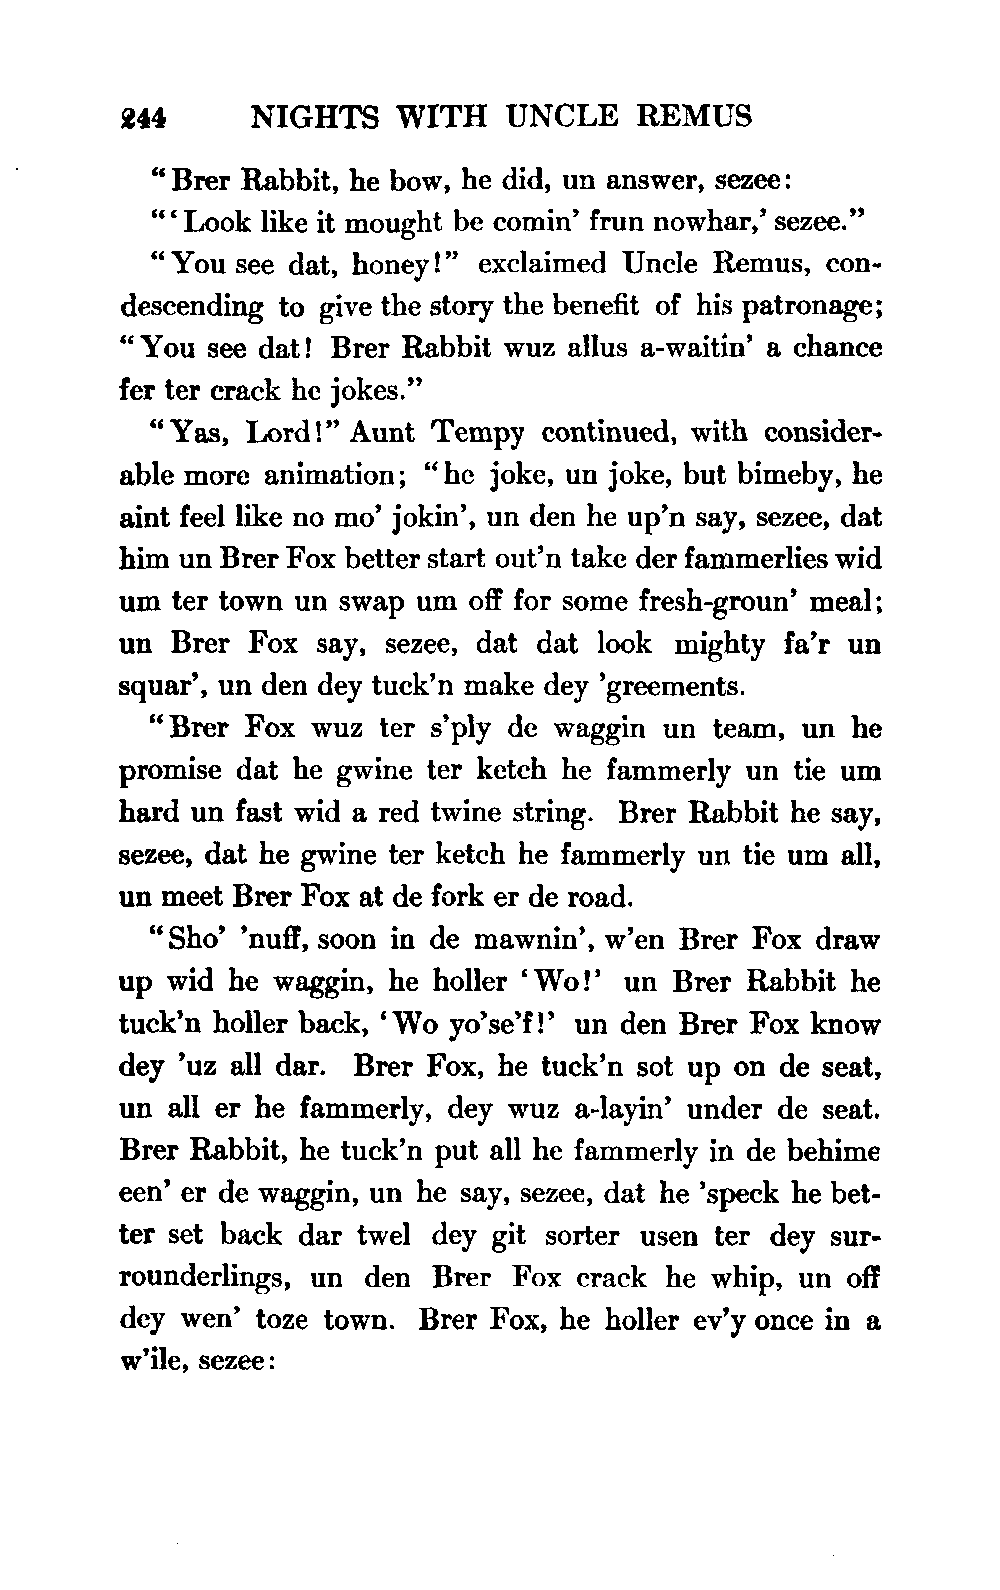 244 NIGHTS WITH UNCLE REMUS
“Brer Rabbit, he bow, he did, un answer, sezee:
“‘Look like it mought be comin’ frun nowhar,’ sezee.”
“You see dat, honey!” exclaimed Uncle Remus, con-
descending to give the story the benefit of his patronage;
“You see dat! Brer Rabbit wuz allus a-waitin’ a chance
fer ter crack he jokes.”
“Yas, Lord!” Aunt Tempy continued, with consider-
able more animation; “he joke, un joke, but bimeby, he
aint feel like no mo’ jokin’, un den he up’n say, sezee, dat
him un Brer Fox better start out’n take der fammerlies wid
um ter town un swap um off for some fresh-groun’ meal;
un Brer Fox say, sezee, dat dat look mighty fa’r un
squar’, un den dey tuck’n make dey ’greements.
“Brer Fox wuz ter s’ply de waggin un team, un he
promise dat he gwine ter ketch he fammerly un tie um
hard un fast wid a red twine string. Brer Rabbit he say,
sezee, dat he gwine ter ketch he fammerly un tie um all,
un meet Brer Fox at de fork er de road.
“Sho’ ’nuff, soon in de mawnin’, w’en Brer Fox draw
up wid he waggin, he holler ‘Wo!’ un Brer Rabbit he
tuck’n holler back, ‘Wo yo’se’f!’ un den Brer Fox know
dey ’uz all dar. Brer Fox, he tuck’n sot up on de seat,
un all er he fammerly, dey wuz a-layin’ under de seat.
Brer Rabbit, he tuck’n put all he fammerly in de behime
een’ er de waggin, un he say, sezee, dat he ’speck he bet-
ter set back dar twel dey git sorter usen ter dey sur-
rounderlings, un den Brer Fox crack he whip, un off
dey wen’ toze town. Brer Fox, he holler ev’y once in a
w’ile, sezee: